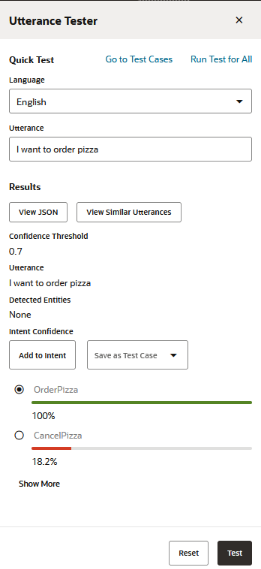 Utterance Tester
Quick Test Go to Test Cases Run Test for All
Language
English
Utterance
I want to order pizza
Results
View JSON View Similar Utterances
Confidence Threshold
0.7
Utterance
I want to order pizza
Detected Entities
None
Intent Confidence
Add to Intent Save as Test Case
OrderPizza
100%
CancelPizza
18.2%
Show More
Reset Test